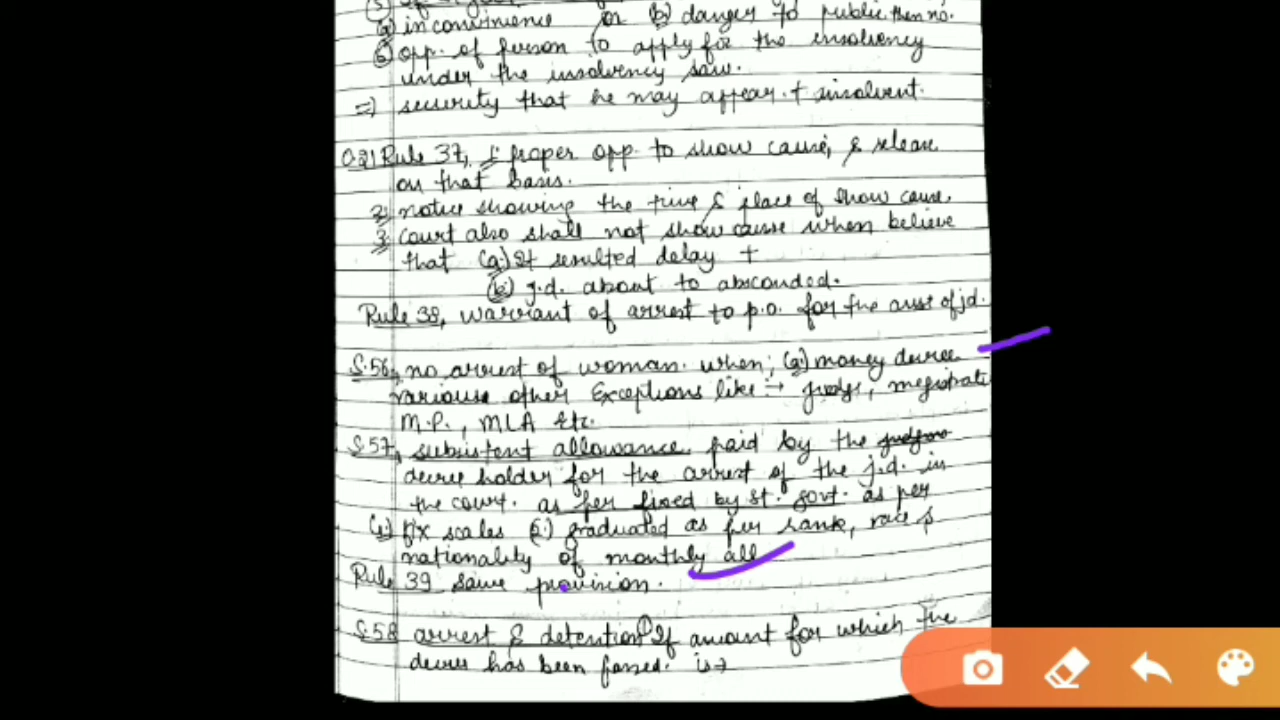 (a) inconvinience or (b) danger to public, then no.
(6) opp. of person to apply for the insolvency
under the insolvency law.
=) security that he may appear + insolvent.
O.21 Rule 37, 1: proper opp. to show cause, & release
on that basis.
2: notice showing the time & place of show cause.
3: court also shall not show cause when believe
that (a) It resulted delay +
(b) j.d. about to absconded.
Rule 38, warrant of arrest to p.o. for the arrest of jd.
S.56, no arrest of woman when; (a) money decree
various other Exceptions like :→ judge, megistrate
M.P., MLA Etc.
S.57, subsistent allowance paid by the
decree holder for the arrest of the j.d. in
the court. as per fixed by st. govt. as per
fix scales graduated as per rank, race &
nationality of monthly all
Rule 39 same provision.
S.58 arrest & detention If amount for which the
decree has been passed. is →